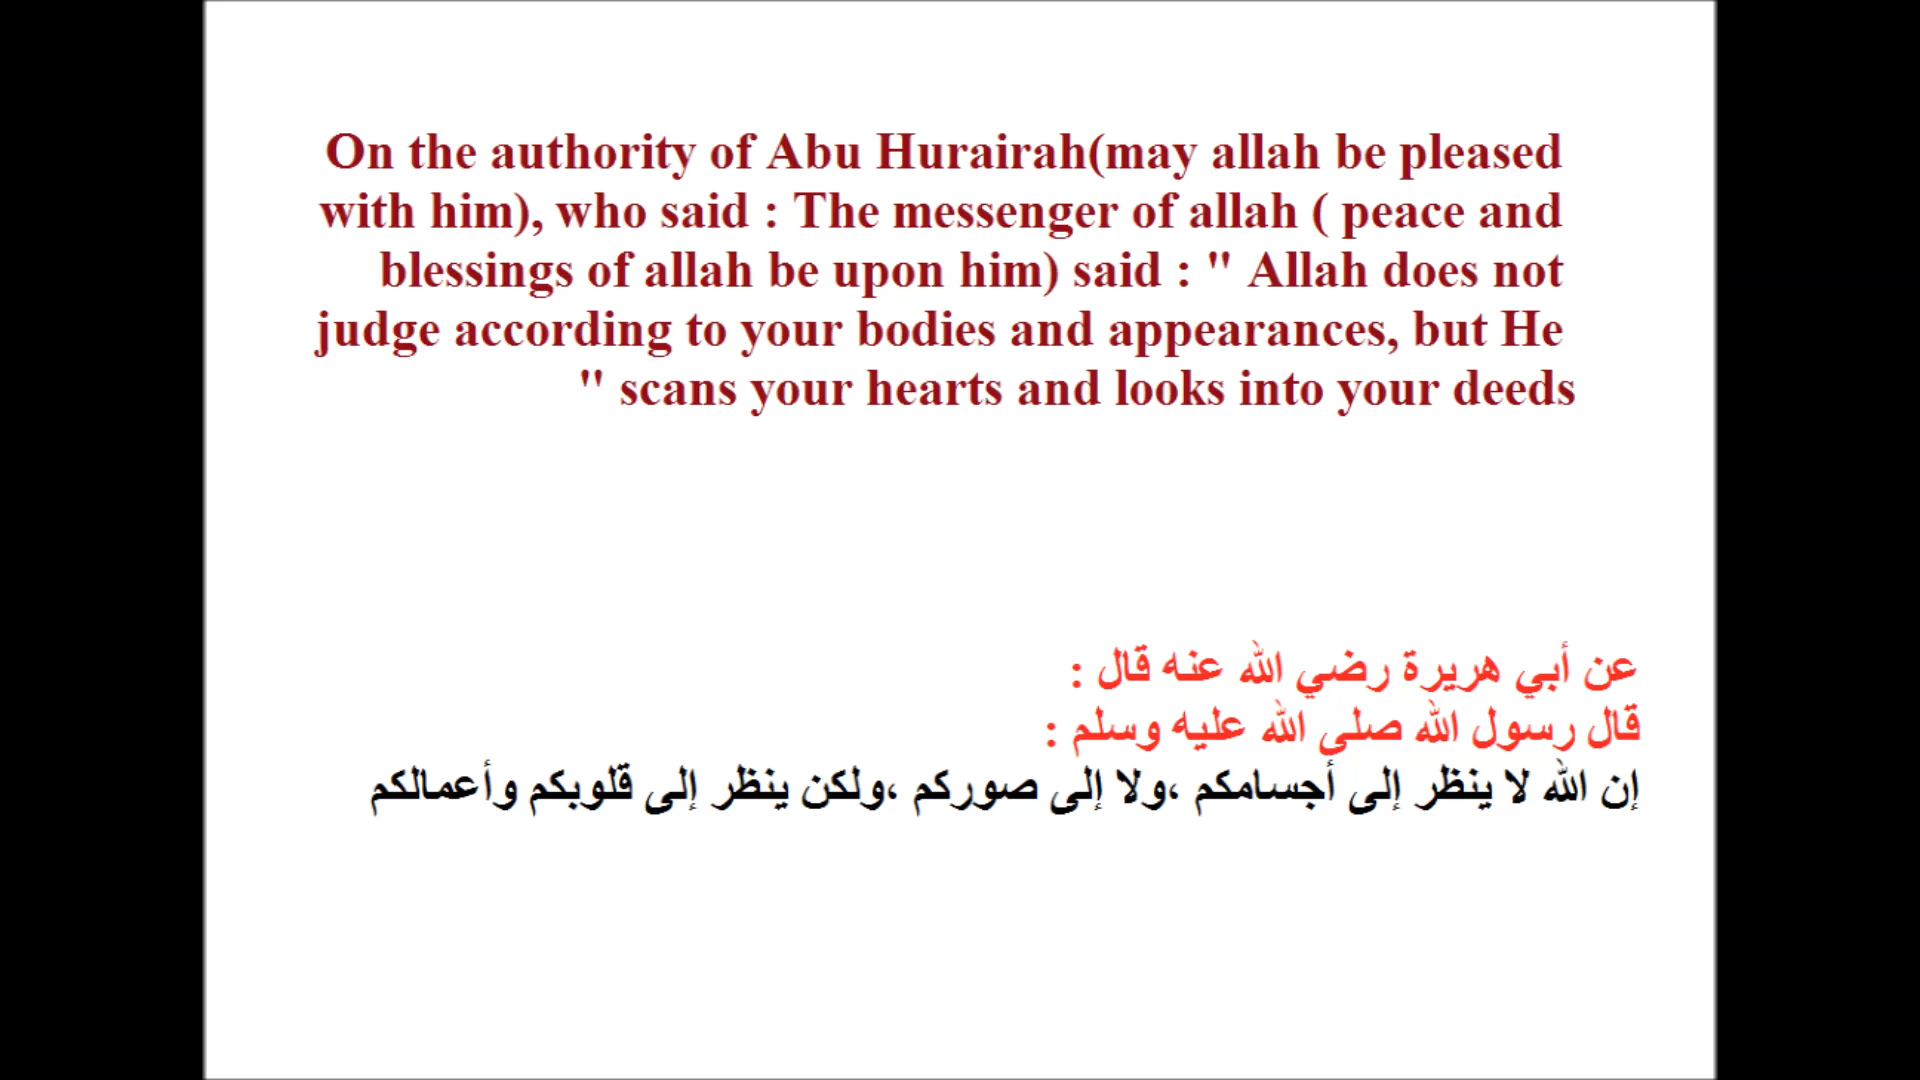 On the authority of Abu Hurairah(may allah be pleased
with him), who said : The messenger of allah ( peace and
blessings of allah be upon him) said : " Allah does not
judge according to your bodies and appearances, but He
" scans your hearts and looks into your deeds
عن أبي هريرة رضي الله عنه قال :
قال رسول الله صلى الله عليه وسلم :
إن الله لا ينظر إلى أجسامكم ،ولا إلى صوركم ،ولكن ينظر إلى قلوبكم وأعمالكم